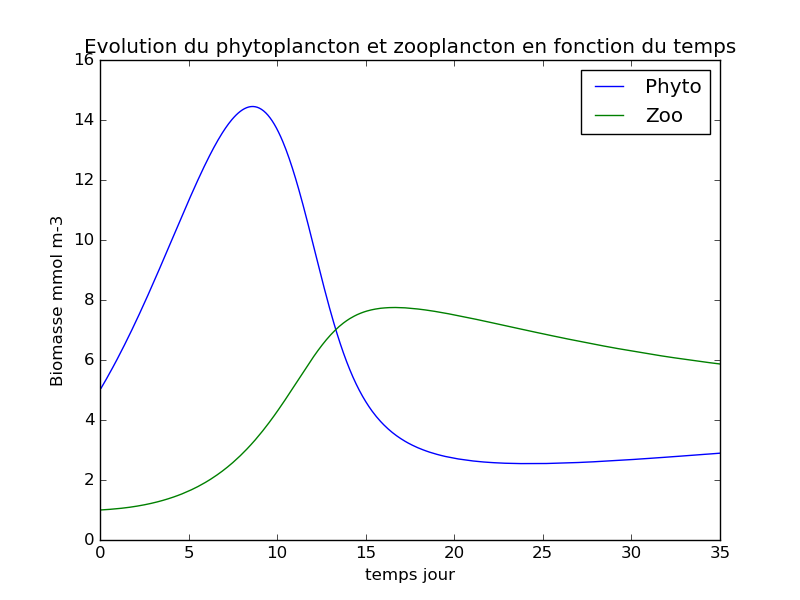 Evolution du phytoplancton et zooplancton en fonction du temps
Phyto
Zoo
Biomasse mmol m-3
16
14
12
10
8
6
4
2
0
0 5 10 15 20 25 30 35
temps jour